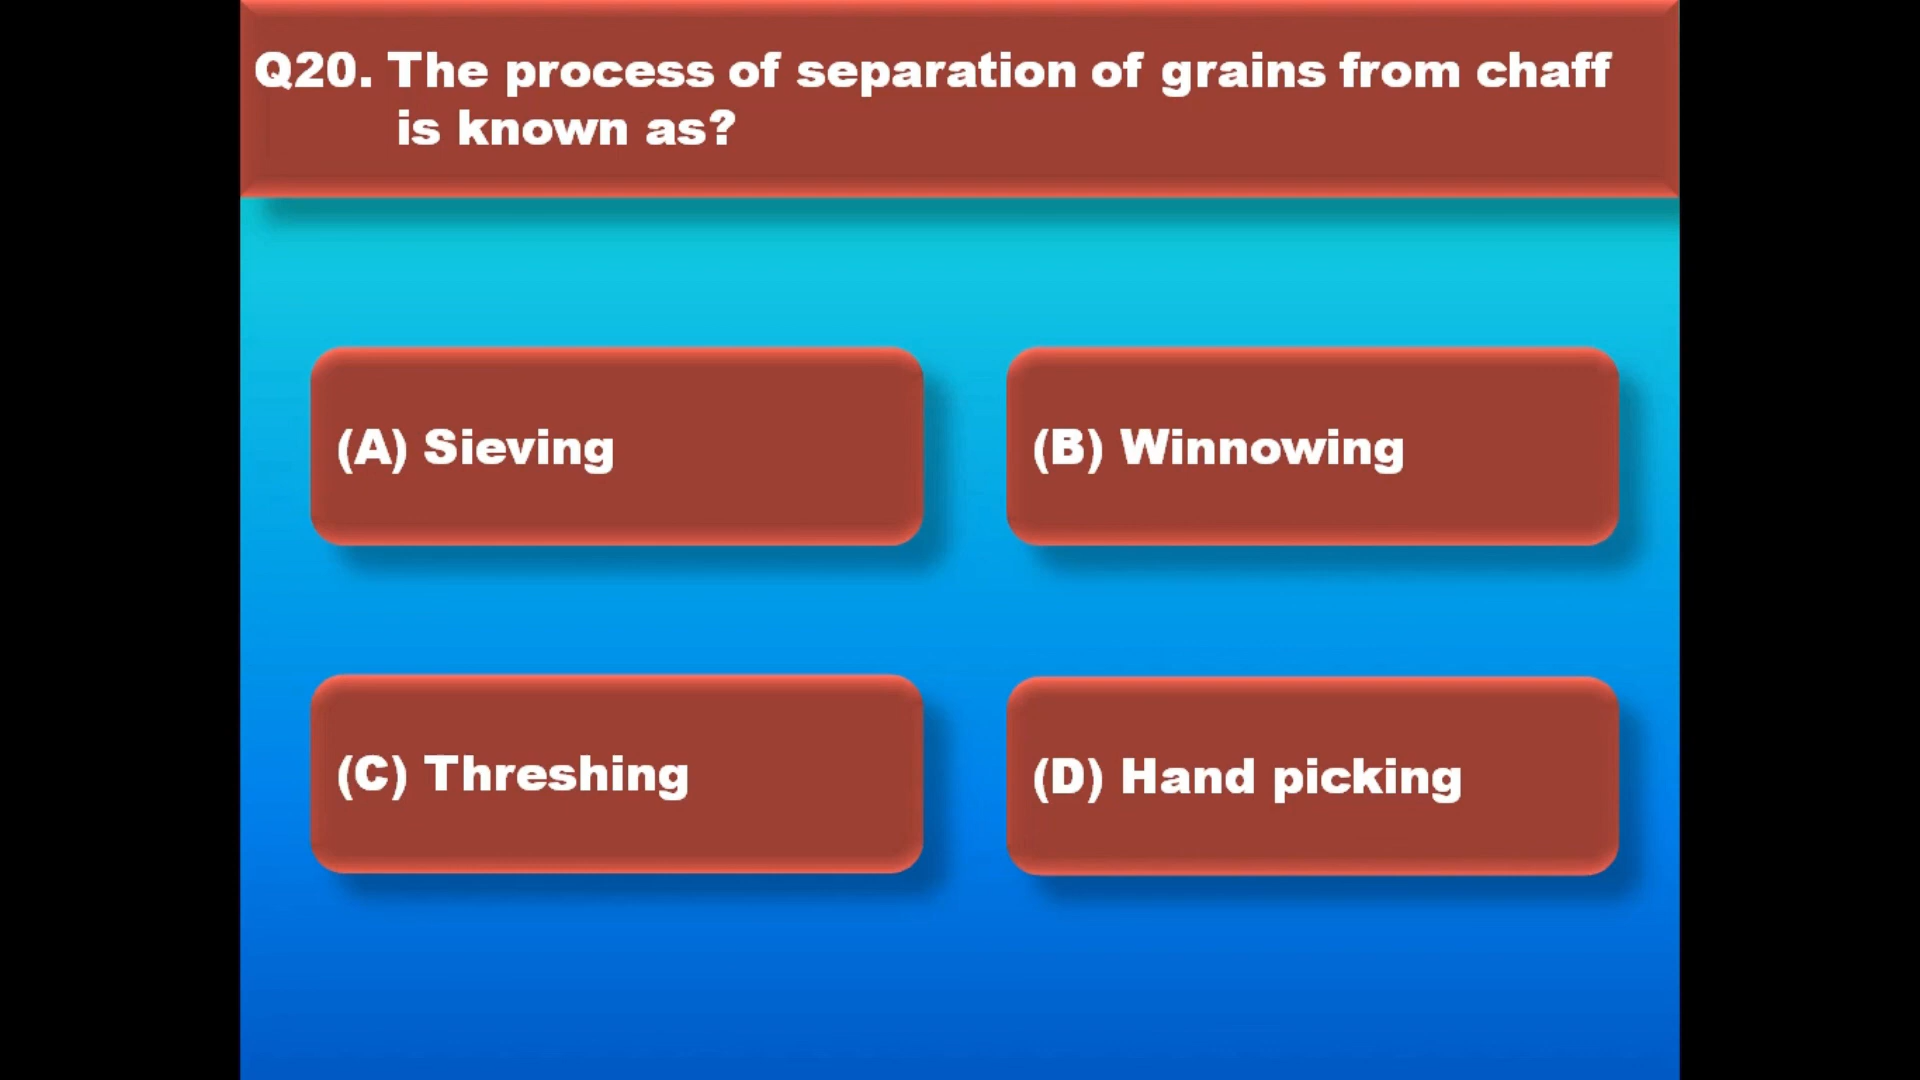 Q20. The process of separation of grains from chaff
is known as?
(A) Sieving
(B) Winnowing
(C) Threshing
(D) Hand picking